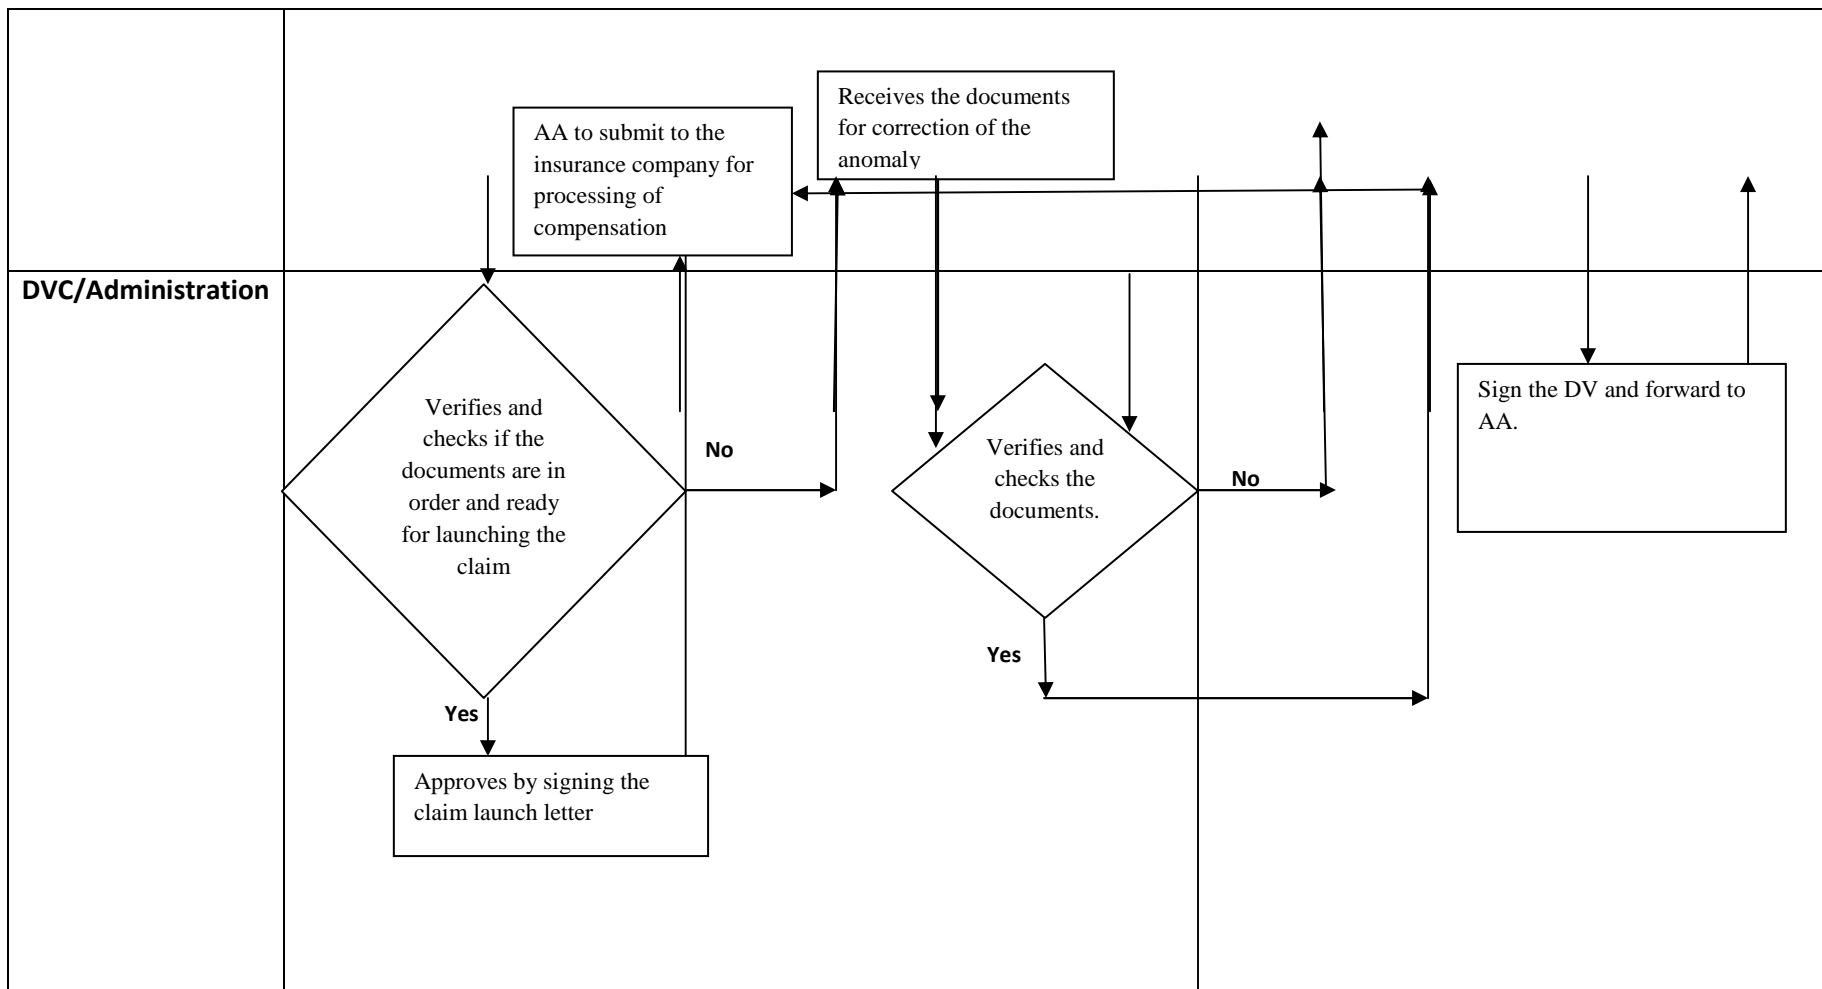 AA to submit to the
insurance company for
processing of
compensation
Receives the documents
for correction of the
anomaly
DVC/Administration
Verifies and
checks if the
documents are in
order and ready
for launching the
claim
No
Yes
Approves by signing the
claim launch letter
Verifies and
checks the
documents.
No
Yes
Sign the DV and forward to
AA.